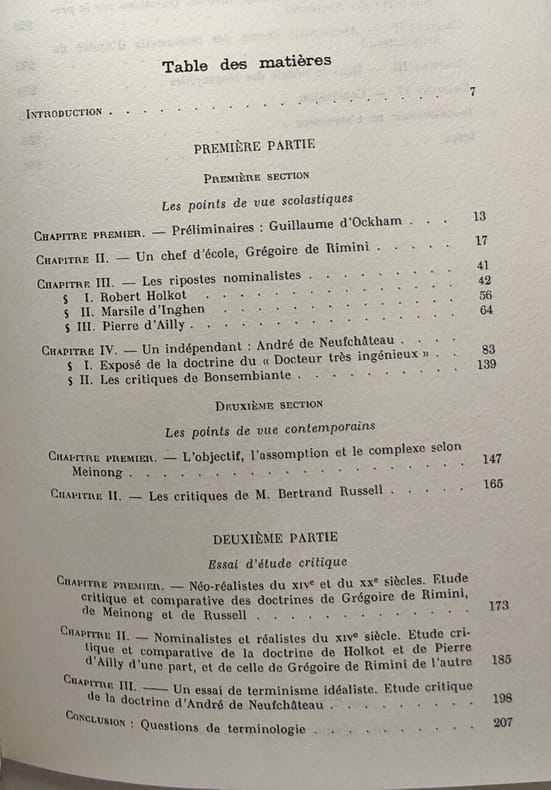 Table des matières
INTRODUCTION . . . . . . . . . . . . . . . . . . 7
PREMIÈRE PARTIE
PREMIÈRE SECTION
Les points de vue scolastiques
CHAPITRE PREMIER. — Préliminaires : Guillaume d'Ockham . . . 13
CHAPITRE II. — Un chef d'école, Grégoire de Rimini . . . . . 17
CHAPITRE III. — Les ripostes nominalistes . . . . . . . . 41
§ I. Robert Holkot . . . . . . . . . . . . . 42
§ II. Marsile d'Inghen . . . . . . . . . . . . 56
§ III. Pierre d'Ailly . . . . . . . . . . . . . 64
CHAPITRE IV. — Un indépendant : André de Neufchâteau . . . .
§ I. Exposé de la doctrine du « Docteur très ingénieux » . . 83
§ II. Les critiques de Bonsembiante . . . . . . . . . 139
DEUXIÈME SECTION
Les points de vue contemporains
CHAPITRE PREMIER. — L'objectif, l'assomption et le complexe selon
Meinong . . . . . . . . . . . . . . . . . 147
CHAPITRE II. — Les critiques de M. Bertrand Russell . . . . . 165
DEUXIÈME PARTIE
Essai d'étude critique
CHAPITRE PREMIER. — Néo-réalistes du XIVe et du XXe siècles. Etude
critique et comparative des doctrines de Grégoire de Rimini,
de Meinong et de Russell . . . . . . . . . . . . 173
CHAPITRE II. — Nominalistes et réalistes du XIVe siècle. Etude cri-
tique et comparative de la doctrine de Holkot et de Pierre
d'Ailly d'une part, et de celle de Grégoire de Rimini de l'autre 185
CHAPITRE III. — Un essai de terminisme idéaliste. Etude critique
de la doctrine d'André de Neufchâteau . . . . . . . . 198
CONCLUSION : Questions de terminologie . . . . . . . . . 207